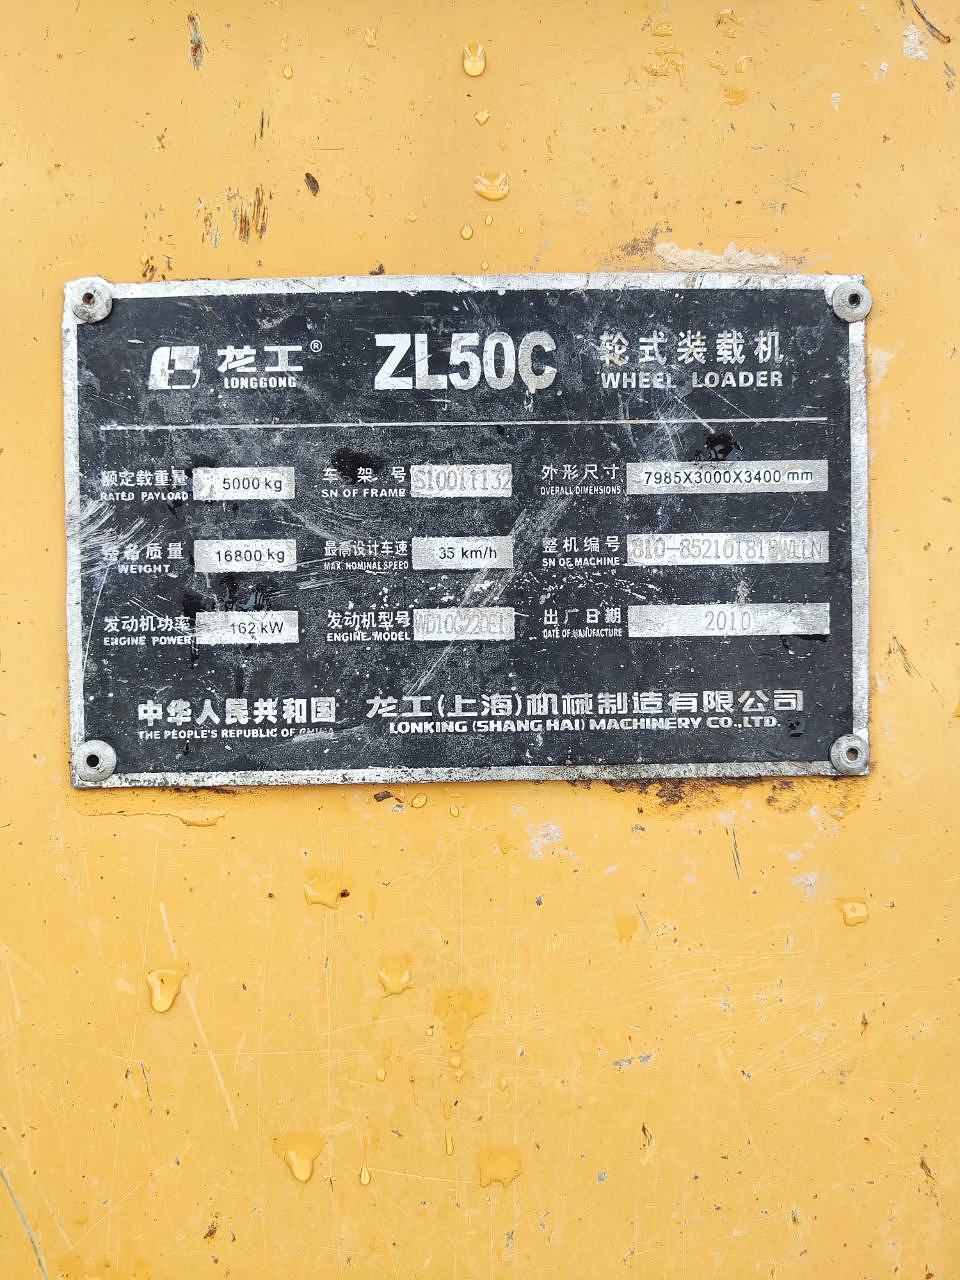 龙工® ZL50C 轮式装载机
LONGGONG WHEEL LOADER
额定载重量 5000 kg 车架号 外形尺寸 7985X3000X3400 mm
RATED PAYLOAD SN OF FRAME OVERALL DIMENSIONS
质量 16800 kg 最高设计车速 35 km/h 整机编号
WEIGHT MAX. NOMINAL SPEED SN OF MACHINE
发动机功率 162 kW 发动机型号 出厂日期 2010
ENGINE POWER ENGINE MODEL DATE OF MANUFACTURE
中华人民共和国 龙工(上海)机械制造有限公司
THE PEOPLE'S REPUBLIC OF CHINA LONKING (SHANG HAI) MACHINERY CO.,LTD.